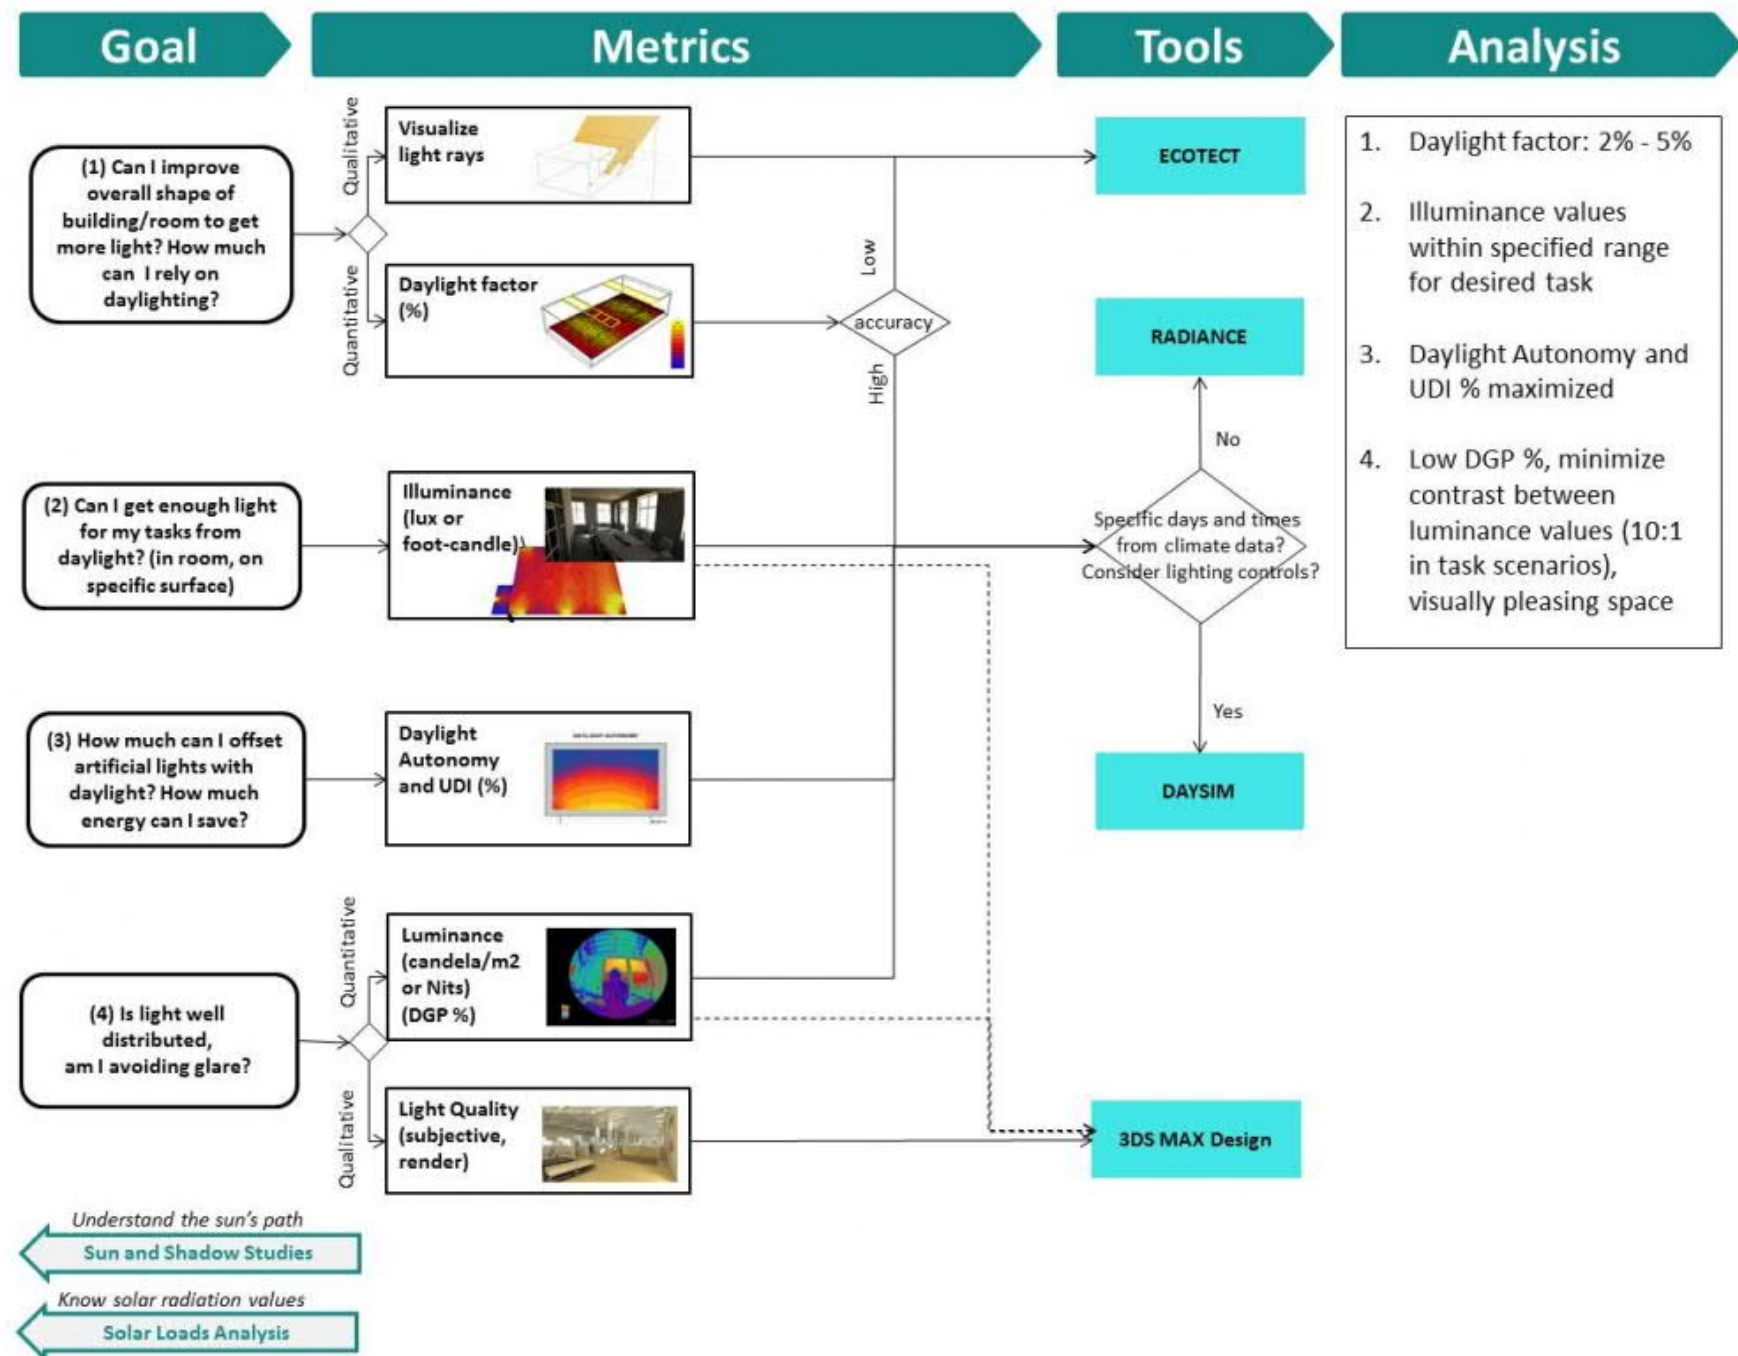 Goal
Metrics
Tools
Analysis
(1) Can I improve
overall shape of
building/room to get
more light? How much
can I rely on
daylighting?
Qualitative
Quantitative
Visualize
light rays
Daylight factor
(%)
Low
accuracy
High
ECOTECT
RADIANCE
No
Specific days and times
from climate data?
Consider lighting controls?
Yes
DAYSIM
1. Daylight factor: 2% - 5%
2. Illuminance values
within specified range
for desired task
3. Daylight Autonomy and
UDI % maximized
4. Low DGP %, minimize
contrast between
luminance values (10:1
in task scenarios),
visually pleasing space
(2) Can I get enough light
for my tasks from
daylight? (in room, on
specific surface)
Illuminance
(lux or
foot-candle)
(3) How much can I offset
artificial lights with
daylight? How much
energy can I save?
Daylight
Autonomy
and UDI (%)
DAYLIGHT AUTONOMY
(4) Is light well
distributed,
am I avoiding glare?
Quantitative
Qualitative
Luminance
(candela/m2
or Nits)
(DGP %)
Light Quality
(subjective,
render)
3DS MAX Design
Understand the sun's path
Sun and Shadow Studies
Know solar radiation values
Solar Loads Analysis